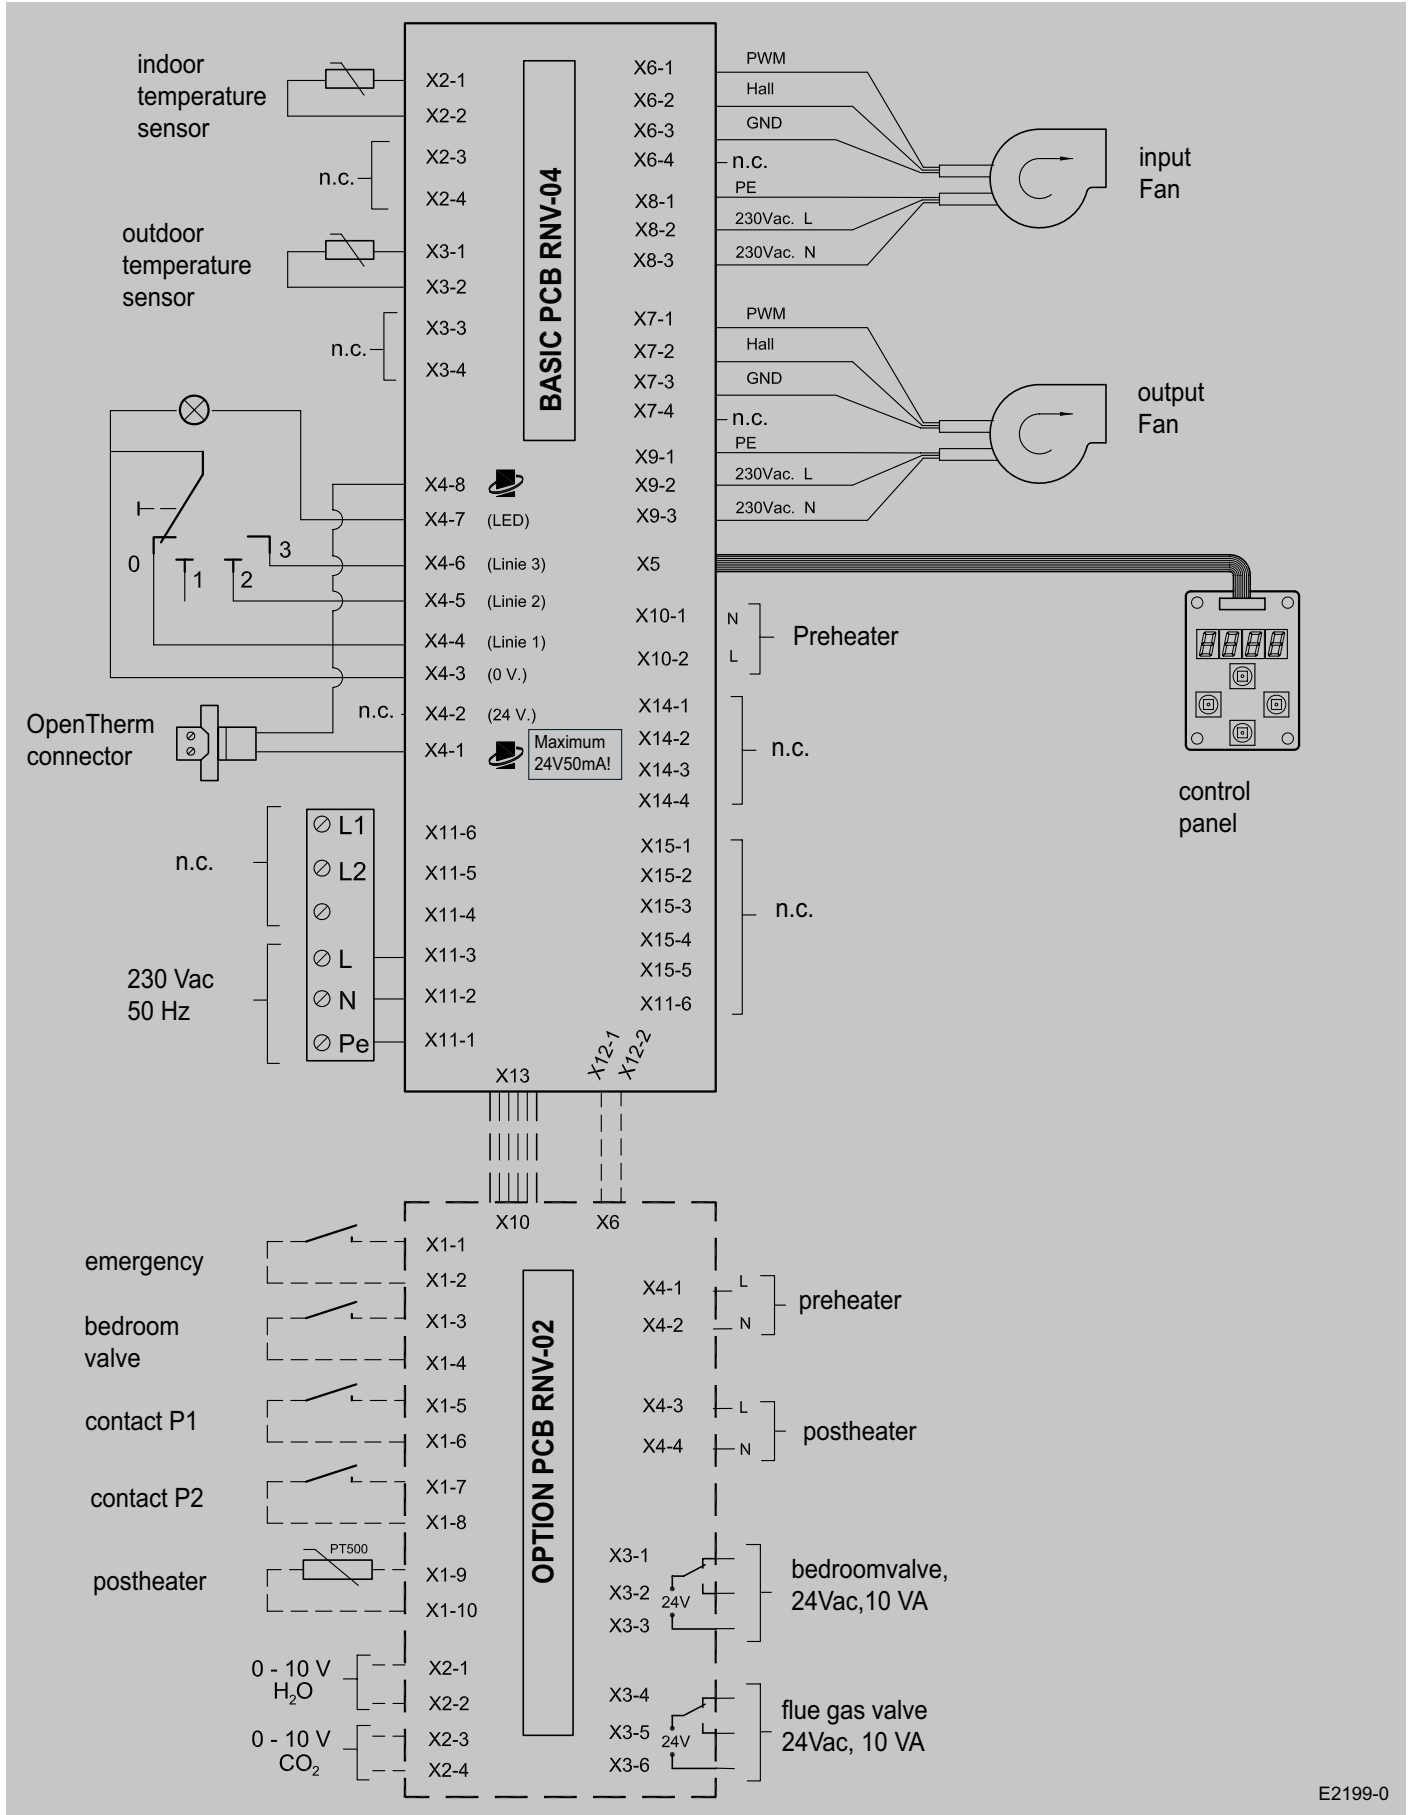 indoor
temperature
sensor
X2-1
X2-2
n.c.
X2-3
X2-4
outdoor
temperature
sensor
X3-1
X3-2
n.c.
X3-3
X3-4
BASIC PCB RNV-04
X6-1
PWM
X6-2
Hall
X6-3
GND
X6-4
n.c.
X8-1
PE
X8-2
230Vac. L
X8-3
230Vac. N
input
Fan
X7-1
PWM
X7-2
Hall
X7-3
GND
X7-4
n.c.
X9-1
PE
X9-2
230Vac. L
X9-3
230Vac. N
output
Fan
0
1
2
3
X4-8
X4-7 (LED)
X4-6 (Linie 3)
X4-5 (Linie 2)
X4-4 (Linie 1)
X4-3 (0 V.)
n.c. X4-2 (24 V.)
X4-1
Maximum
24V50mA!
OpenTherm
connector
X5
8888
control
panel
X10-1 N
X10-2 L
Preheater
X14-1
X14-2
X14-3
X14-4
n.c.
X15-1
X15-2
X15-3
X15-4
X15-5
X11-6
n.c.
n.c.
L1 X11-6
L2 X11-5
X11-4
230 Vac
50 Hz
L X11-3
N X11-2
Pe X11-1
X13
X12-1
X12-2
X10
X6
OPTION PCB RNV-02
emergency
X1-1
X1-2
bedroom
valve
X1-3
X1-4
contact P1
X1-5
X1-6
contact P2
X1-7
X1-8
postheater
PT500
X1-9
X1-10
0 - 10 V
H₂O
X2-1
X2-2
0 - 10 V
CO₂
X2-3
X2-4
X4-1 L
X4-2 N
preheater
X4-3 L
X4-4 N
postheater
X3-1
X3-2
24V
X3-3
bedroomvalve,
24Vac,10 VA
X3-4
X3-5
24V
X3-6
flue gas valve
24Vac, 10 VA
E2199-0